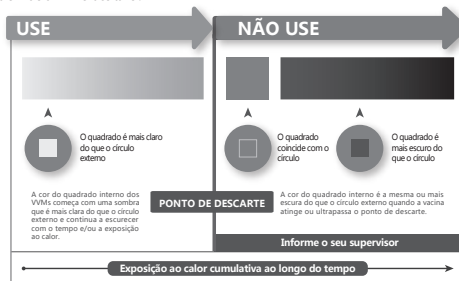 USE
NÃO USE
O quadrado é mais claro
do que o círculo
externo
O quadrado
coincide com o
círculo
O quadrado é
mais escuro do
que o círculo
A cor do quadrado interno dos
VVMs começa com uma sombra
que é mais clara do que o círculo
externo e continua a escurecer
com o tempo e/ou a exposição
ao calor.
PONTO DE DESCARTE
A cor do quadrado interno é a mesma ou mais
escura do que o círculo externo quando a vacina
atinge ou ultrapassa o ponto de descarte.
Informe o seu supervisor
Exposição ao calor cumulativa ao longo do tempo